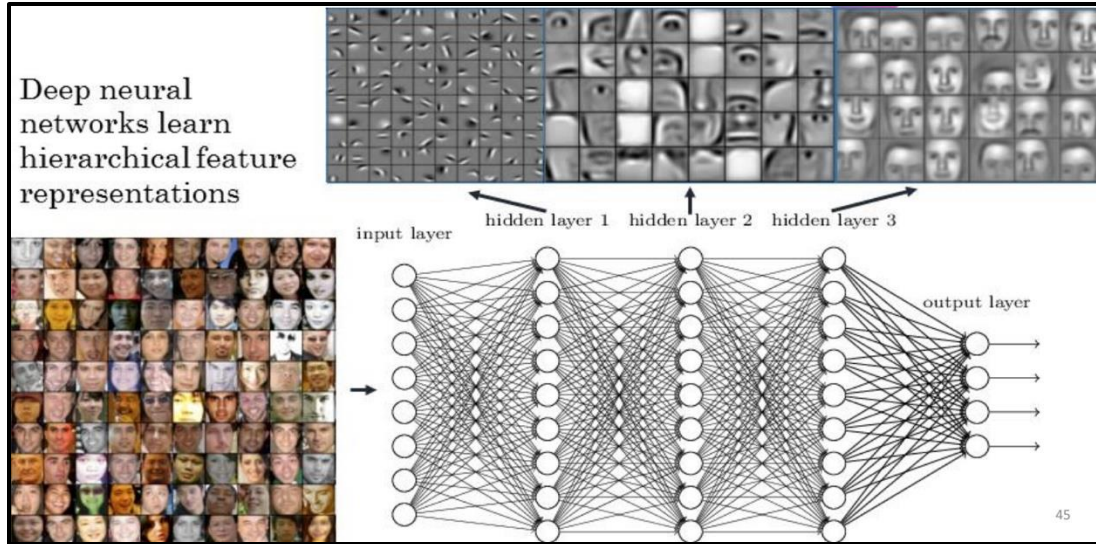 Deep neural
networks learn
hierarchical feature
representations
hidden layer 1 hidden layer 2 hidden layer 3
input layer
output layer
45